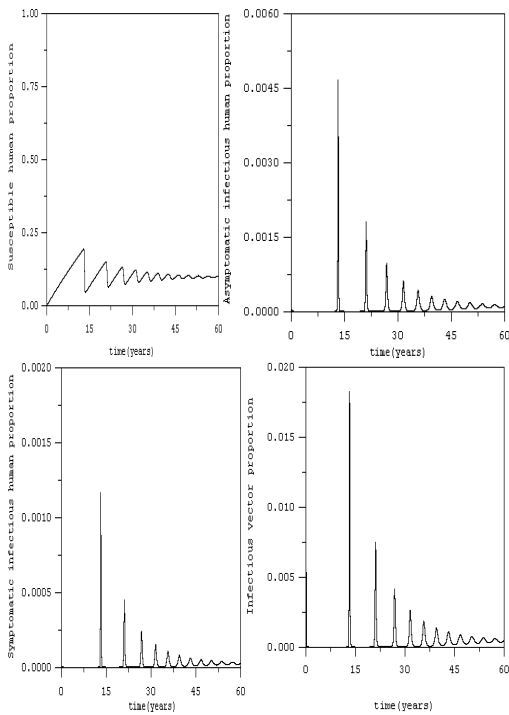 Susceptible human proportion
1.00
0.75
0.50
0.25
0.00
0 15 30 45 60
time(years)
Asymptomatic infectious human proportion
0.0060
0.0045
0.0030
0.0015
0.0000
0 15 30 45 60
time(years)
Symptomatic infectious human proportion
0.0020
0.0015
0.0010
0.0005
0.0000
0 15 30 45 60
time(years)
Infectious vector proportion
0.020
0.015
0.010
0.005
0.000
0 15 30 45 60
time(years)